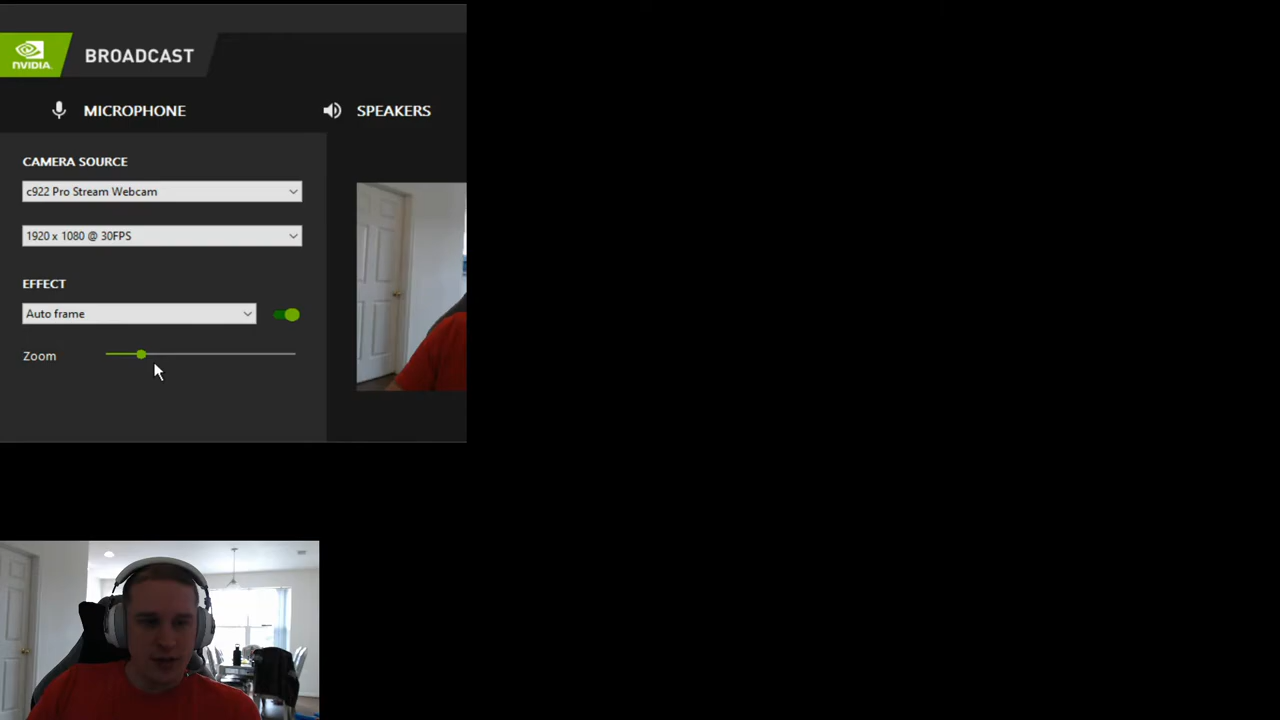 NVIDIA.
BROADCAST
MICROPHONE
SPEAKERS
CAMERA SOURCE
c922 Pro Stream Webcam
1920 x 1080 @ 30FPS
EFFECT
Auto frame
Zoom